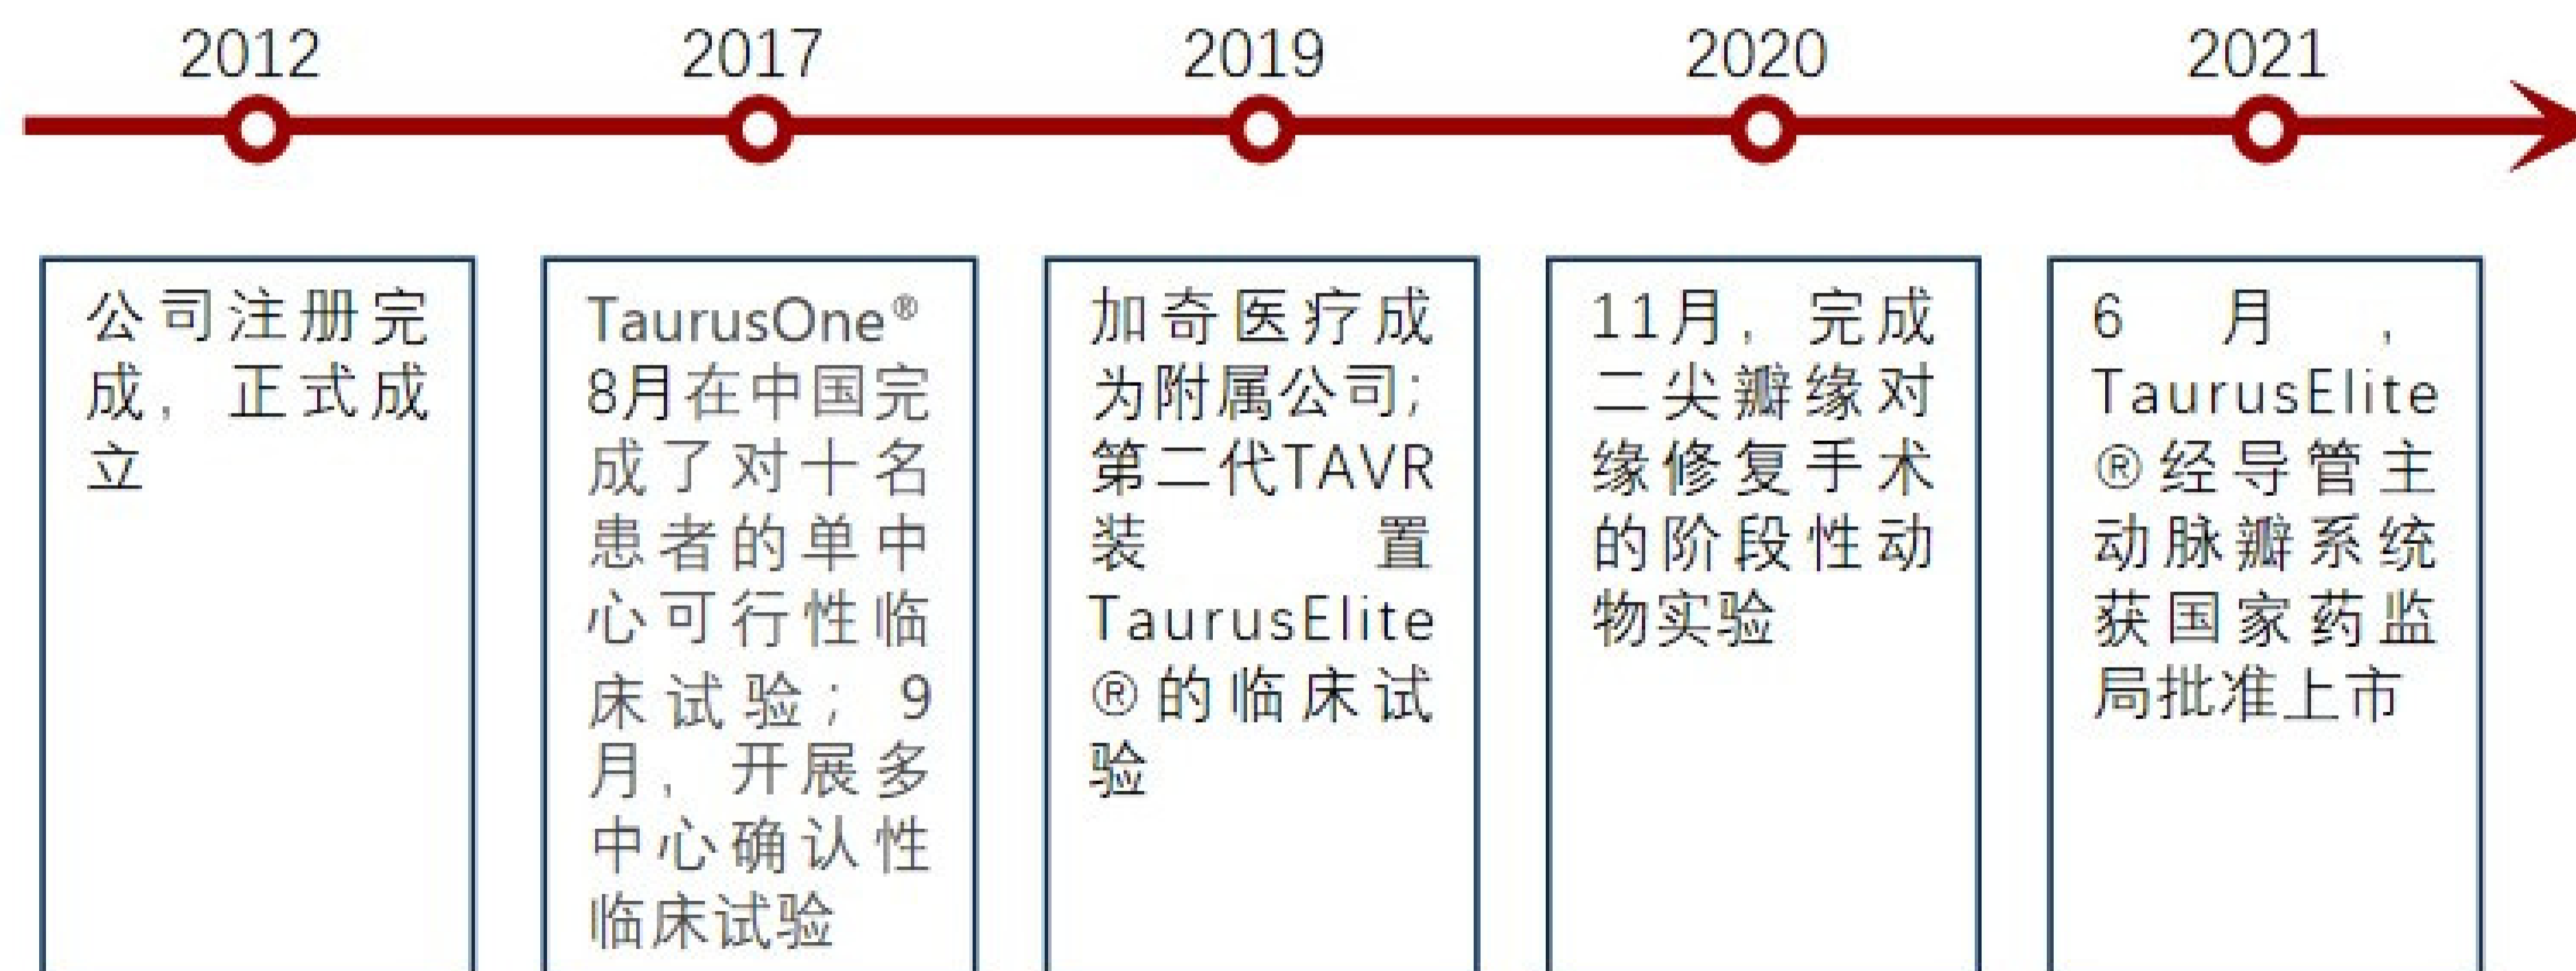 2012
2017
2019
2020
2021
公司注册完
成，正式成
立
TaurusOne®
8月在中国完
成了对十名
患者的单中
心可行性临
床试验；9
月，开展多
中心确认性
临床试验
加奇医疗成
为附属公司;
第二代TAVR
装置
TaurusElite
®的临床试
验
11月，完成
二尖瓣缘对
缘修复手术
的阶段性动
物实验
6月，
TaurusElite
®经导管主
动脉瓣系统
获国家药监
局批准上市